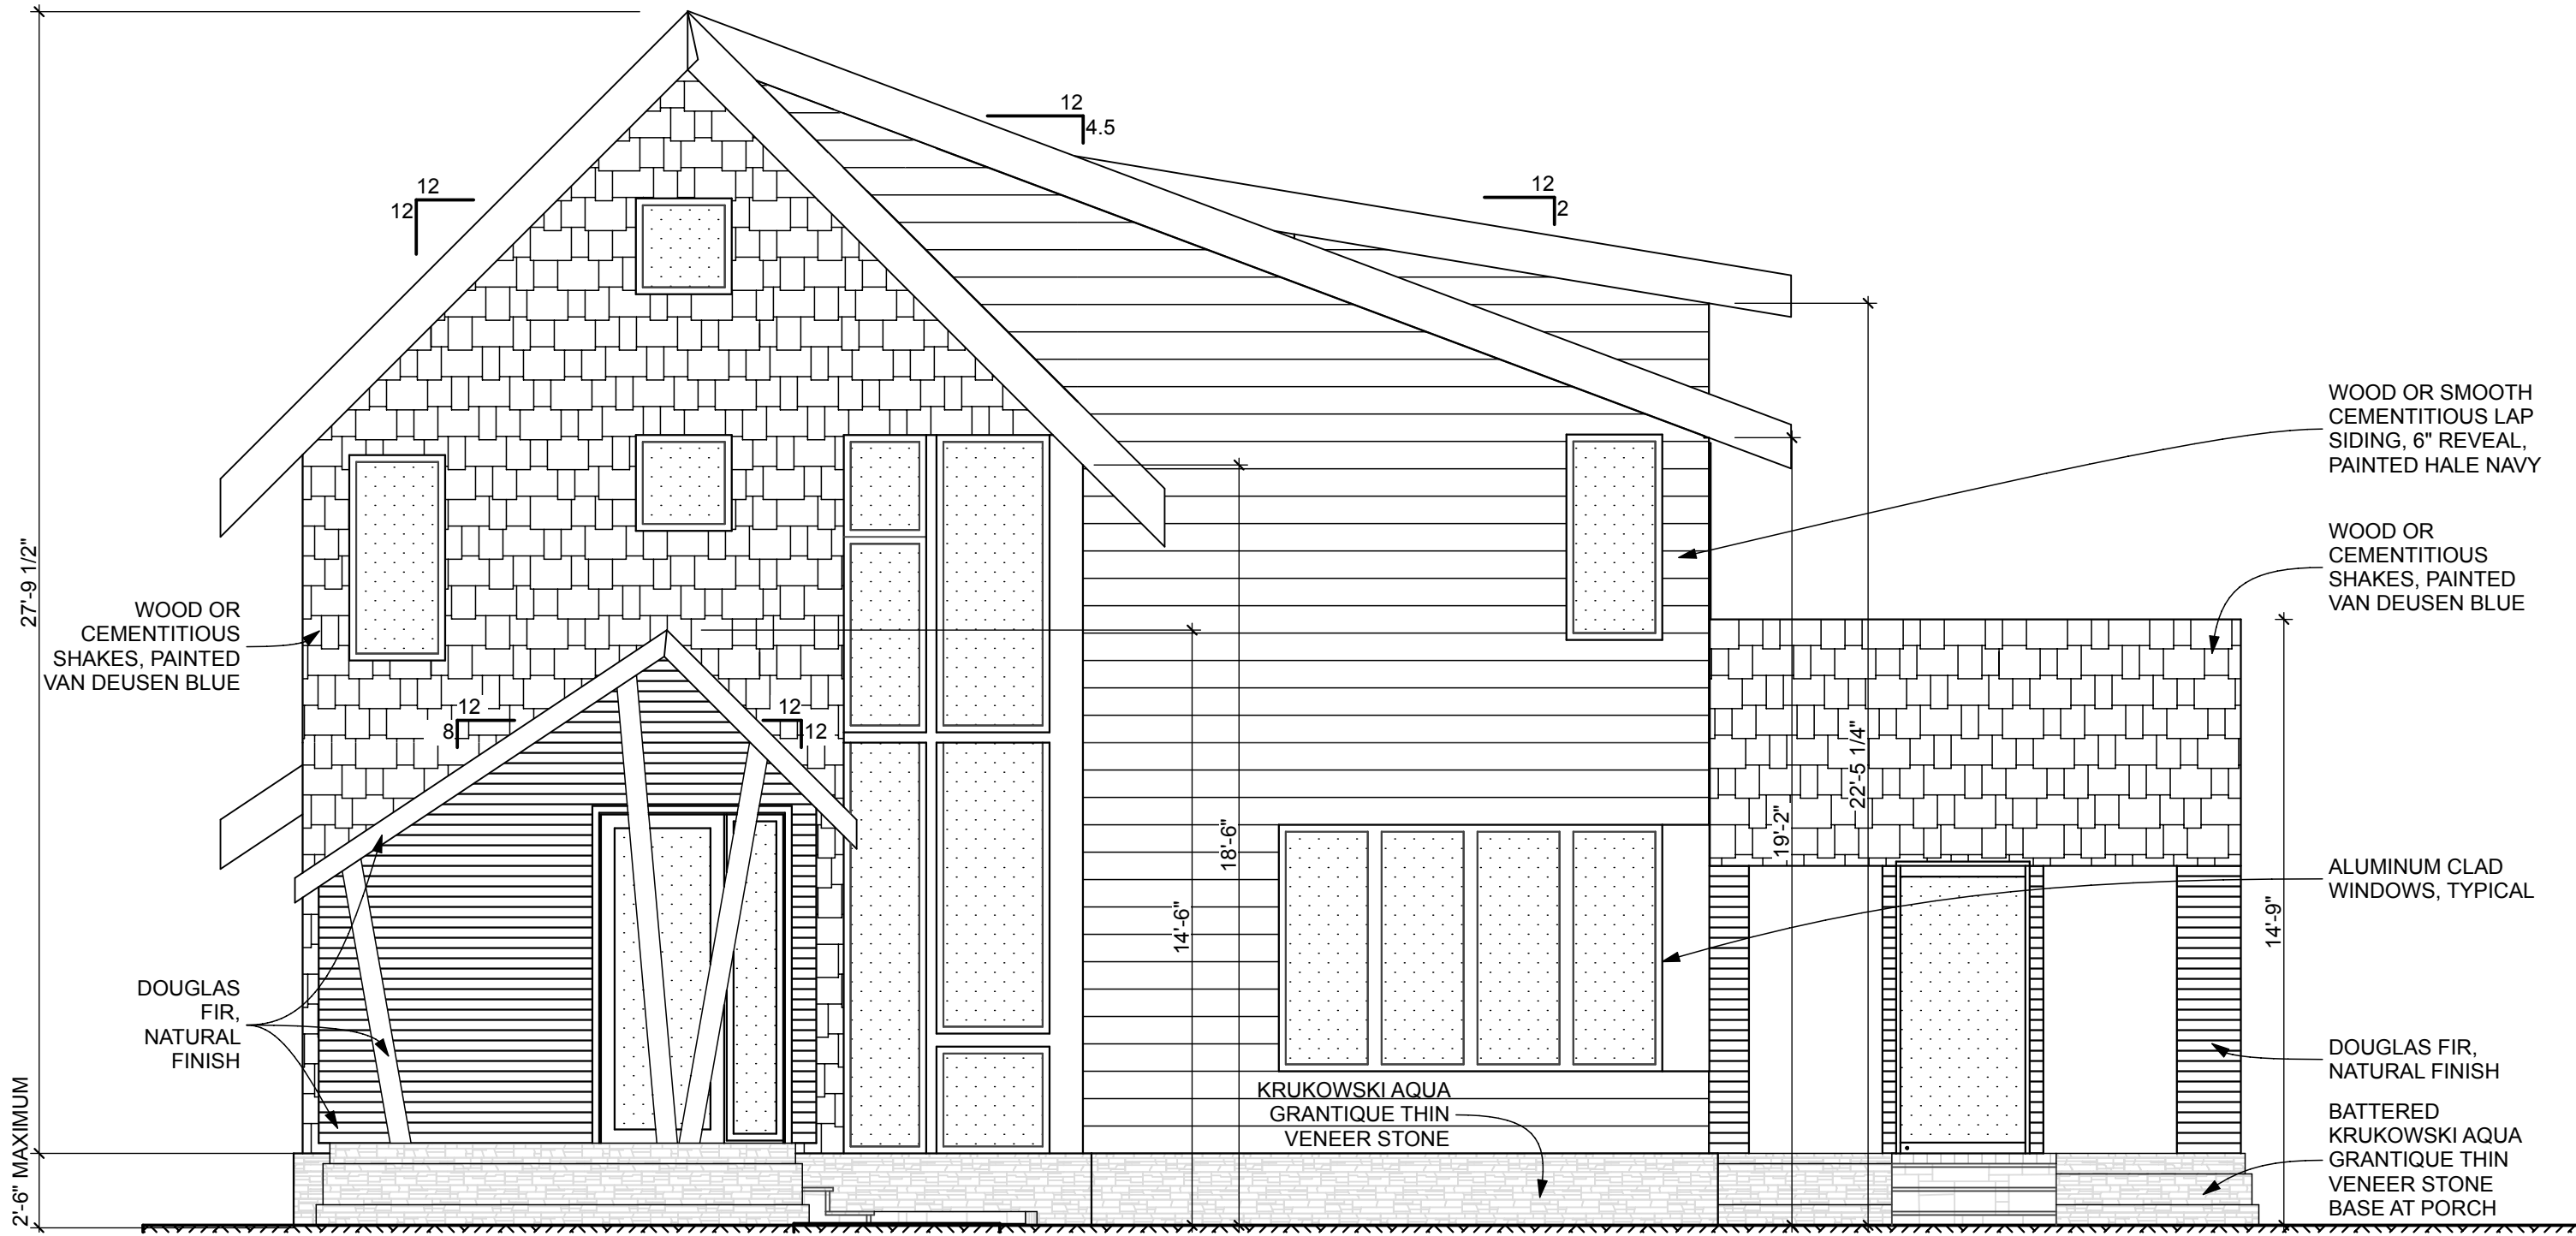 12
4.5
12
12
12
2
27'-9 1/2"
WOOD OR SMOOTH
CEMENTITIOUS LAP
SIDING, 6" REVEAL,
PAINTED HALE NAVY
WOOD OR
CEMENTITIOUS
SHAKES, PAINTED
VAN DEUSEN BLUE
WOOD OR
CEMENTITIOUS
SHAKES, PAINTED
VAN DEUSEN BLUE
12
8
12
12
22'-5 1/4"
19'-2"
18'-6"
14'-6"
14'-9"
ALUMINUM CLAD
WINDOWS, TYPICAL
DOUGLAS
FIR,
NATURAL
FINISH
DOUGLAS FIR,
NATURAL FINISH
KRUKOWSKI AQUA
GRANTIQUE THIN
VENEER STONE
BATTERED
KRUKOWSKI AQUA
GRANTIQUE THIN
VENEER STONE
BASE AT PORCH
2'-6" MAXIMUM